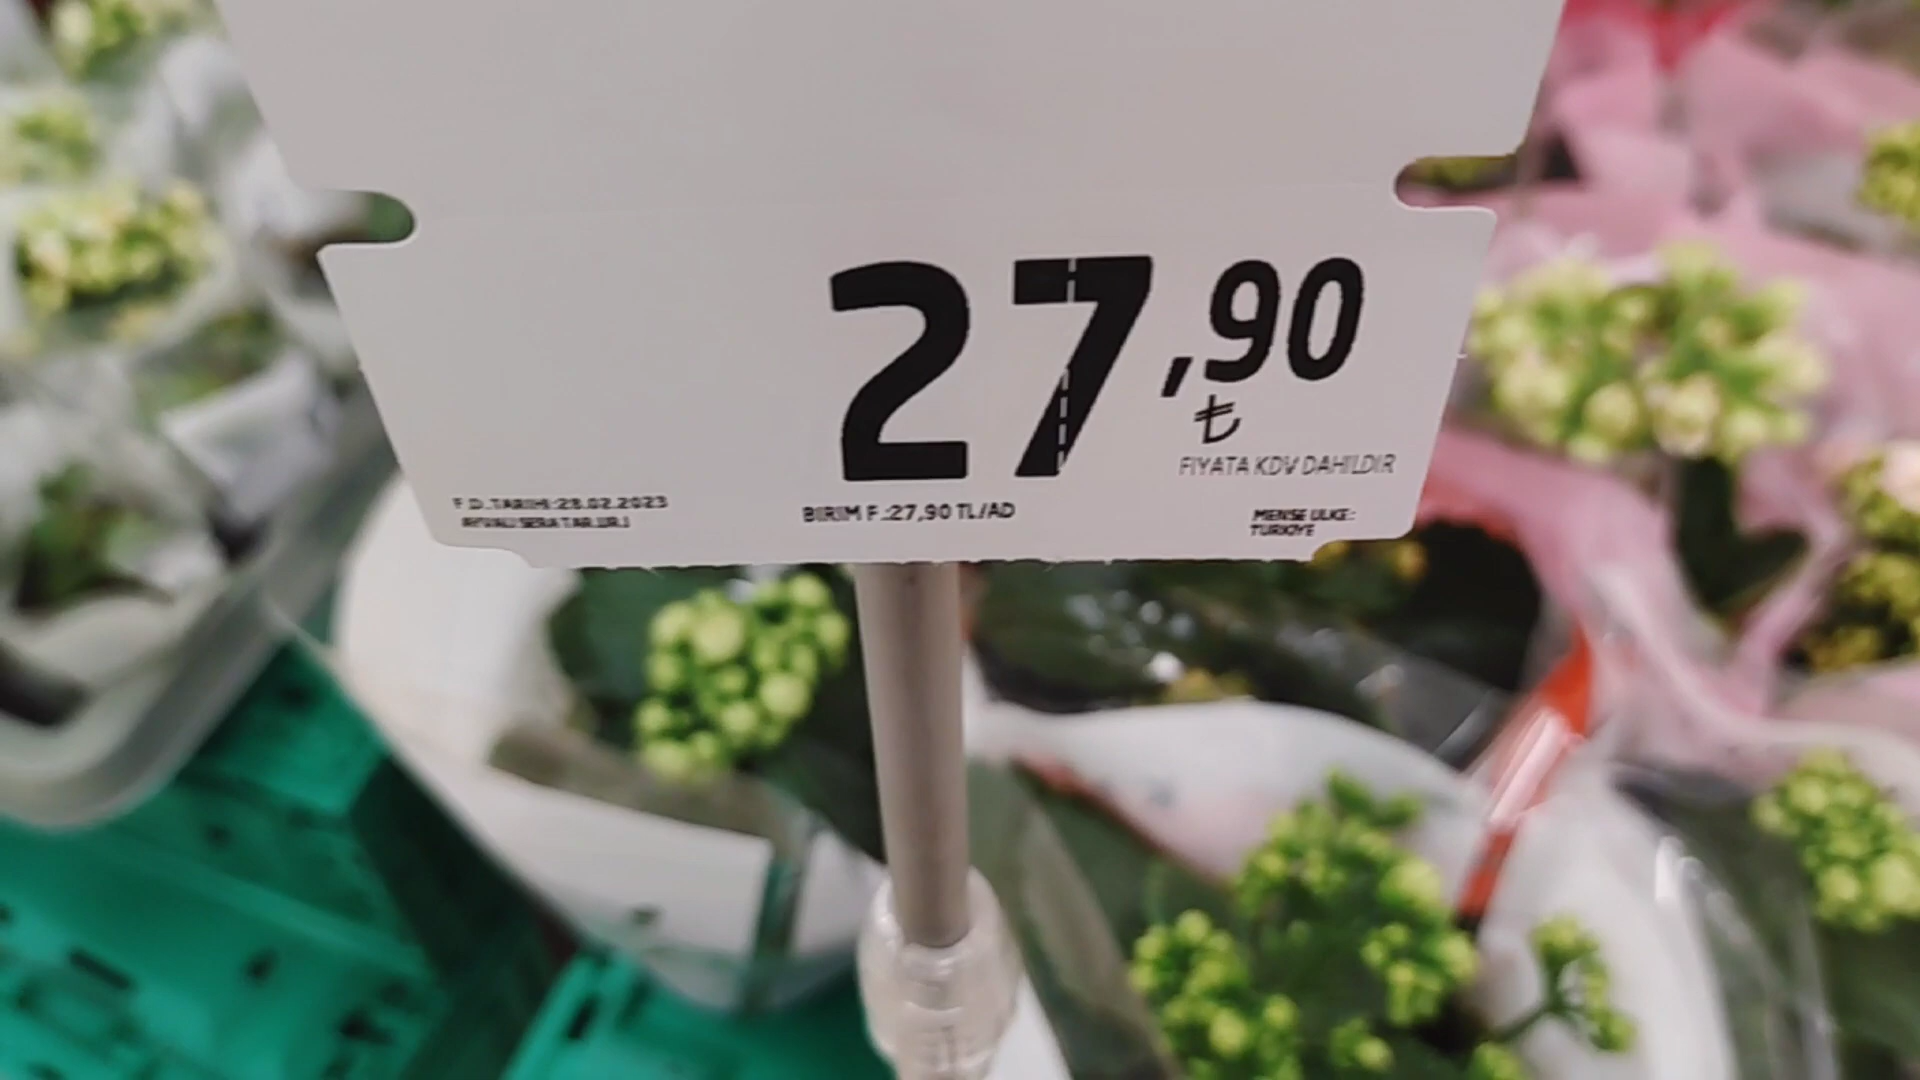 27,90
₺
FİYATA KDV DAHİLDİR
F.D.TARİHİ:28.02.2023
BİRİM F.:27,90 TL/AD
MENŞE ÜLKE:
TÜRKİYE